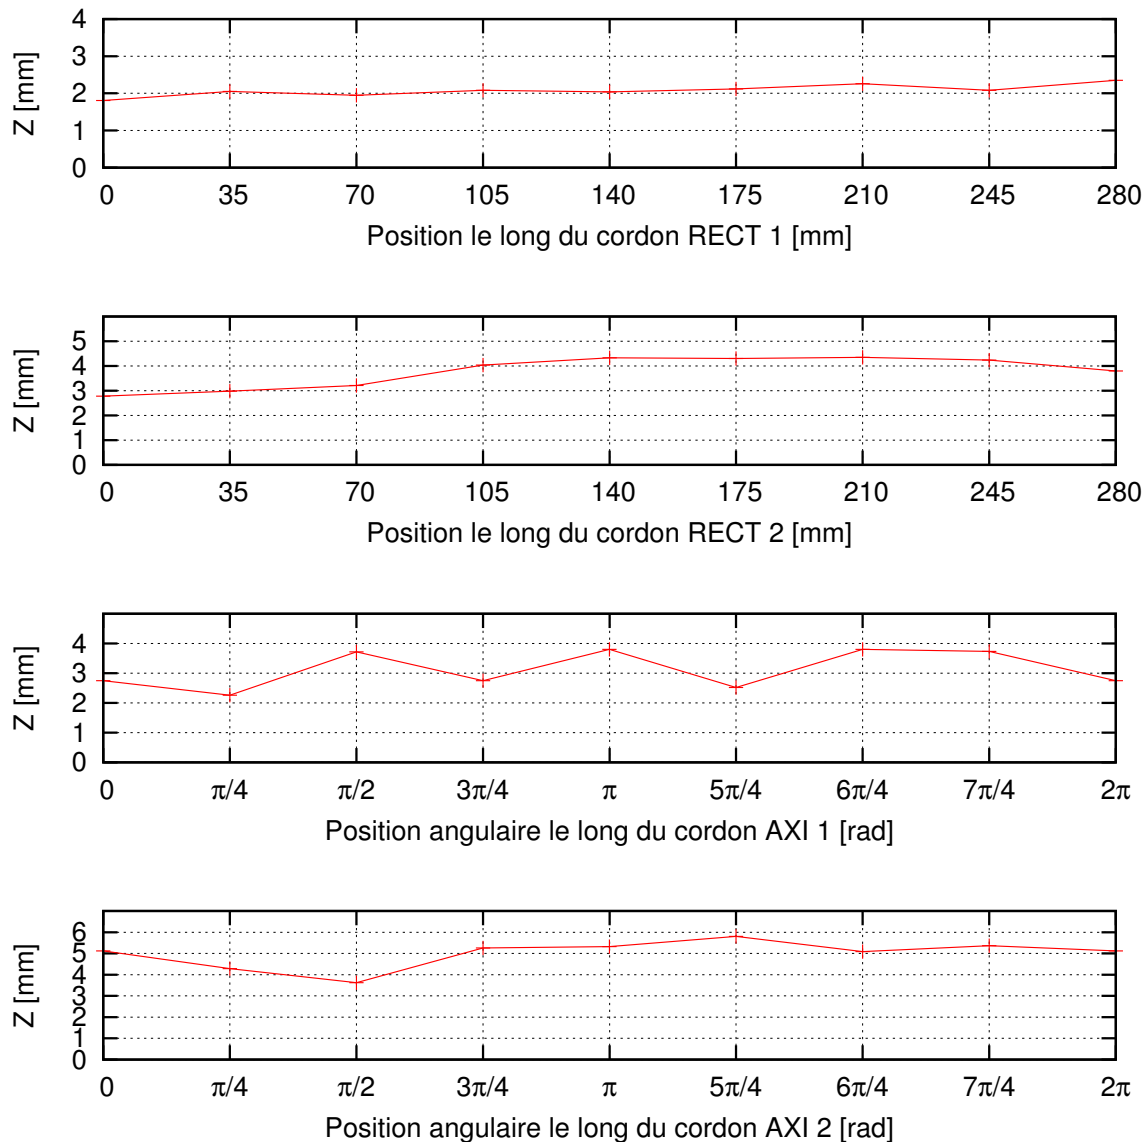 4
3
2
1
0
Z [mm]
0 35 70 105 140 175 210 245 280
Position le long du cordon RECT 1 [mm]
5
4
3
2
1
0
Z [mm]
0 35 70 105 140 175 210 245 280
Position le long du cordon RECT 2 [mm]
4
3
2
1
0
Z [mm]
0 π/4 π/2 3π/4 π 5π/4 6π/4 7π/4 2π
Position angulaire le long du cordon AXI 1 [rad]
6
5
4
3
2
1
0
Z [mm]
0 π/4 π/2 3π/4 π 5π/4 6π/4 7π/4 2π
Position angulaire le long du cordon AXI 2 [rad]